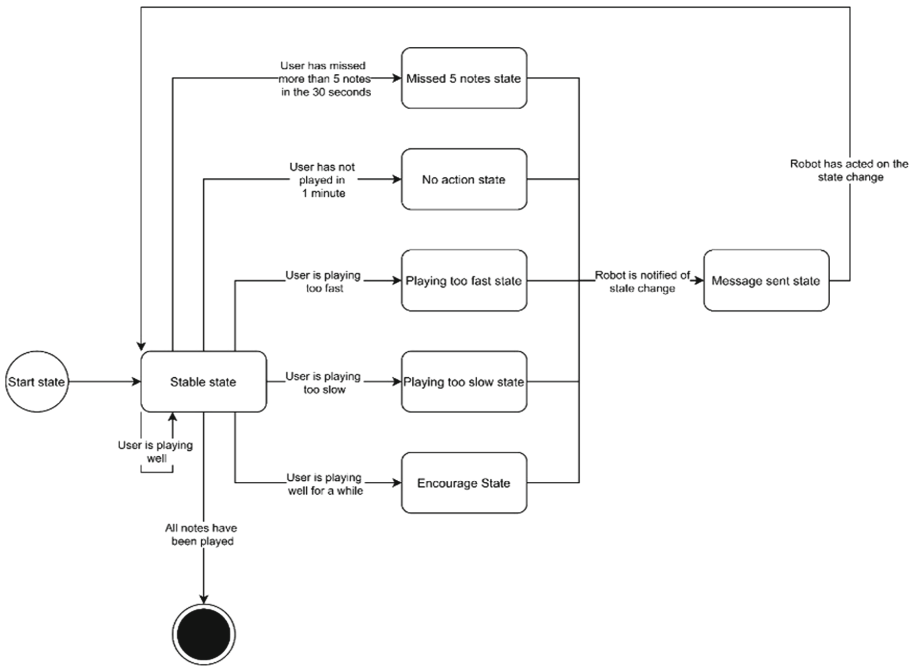 User has missed
more than 5 notes
in the 30 seconds
Missed 5 notes state
User has not
played in
1 minute
No action state
Robot has acted on the
state change
User is playing
too fast
Playing too fast state
Robot is notified of
state change
Message sent state
Start state
Stable state
User is playing
too slow
Playing too slow state
User is playing
well
User is playing
well for a while
Encourage State
All notes have
been played